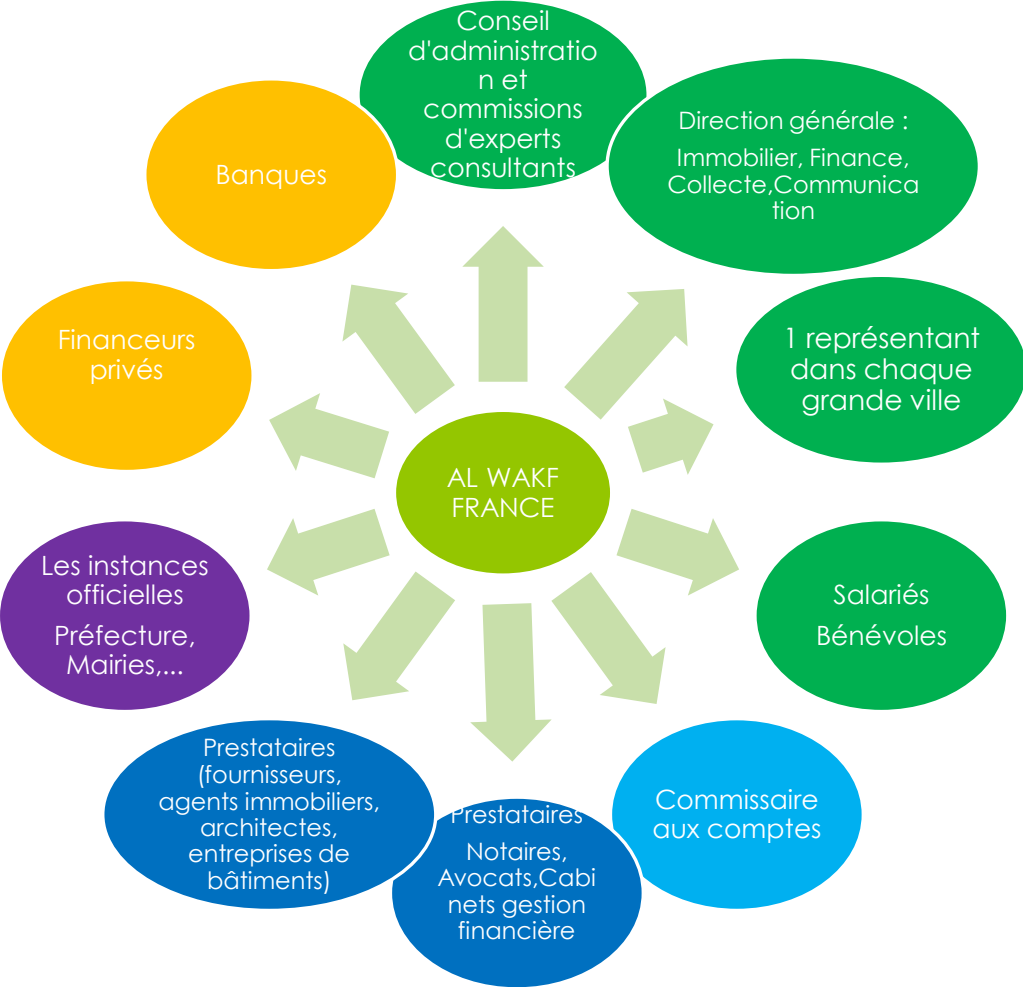 Conseil
d'administratio
n et
commissions
d'experts
consultants
Direction générale :
Immobilier, Finance,
Collecte,Communica
tion
1 représentant
dans chaque
grande ville
Salariés
Bénévoles
Commissaire
aux comptes
Prestataires
Notaires,
Avocats,Cabi
nets gestion
financière
Prestataires
(fournisseurs,
agents immobiliers,
architectes,
entreprises de
bâtiments)
Les instances
officielles
Préfecture,
Mairies,...
Financeurs
privés
Banques
AL WAKF
FRANCE